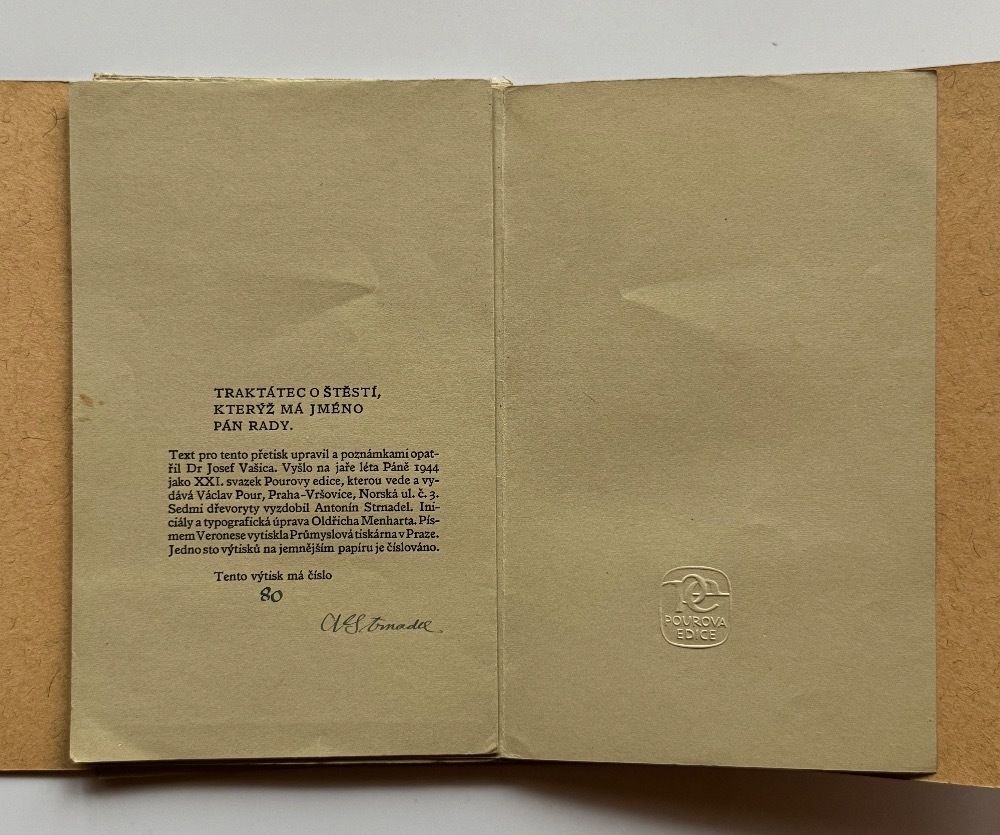 TRAKTÁTEC O ŠTĚSTÍ,
KTERÝŽ MÁ JMÉNO
PÁN RADY.
Text pro tento přetisk upravil a poznámkami opat-
řil Dr Josef Vašica. Vyšlo na jaře léta Páně 1944
jako XXI. svazek Pourovy edice, kterou vede a vy-
dává Václav Pour, Praha-Vršovice, Norská ul. č. 3.
Sedmi dřevoryty vyzdobil Antonín Strnadel. Ini-
ciály a typografická úprava Oldřicha Menharta. Pís-
mem Veronese vytiskla Průmyslová tiskárna v Praze.
Jedno sto výtisků na jemnějším papíru je číslováno.
Tento výtisk má číslo
80
AntStrnadel
PE
POUROVA
EDICE